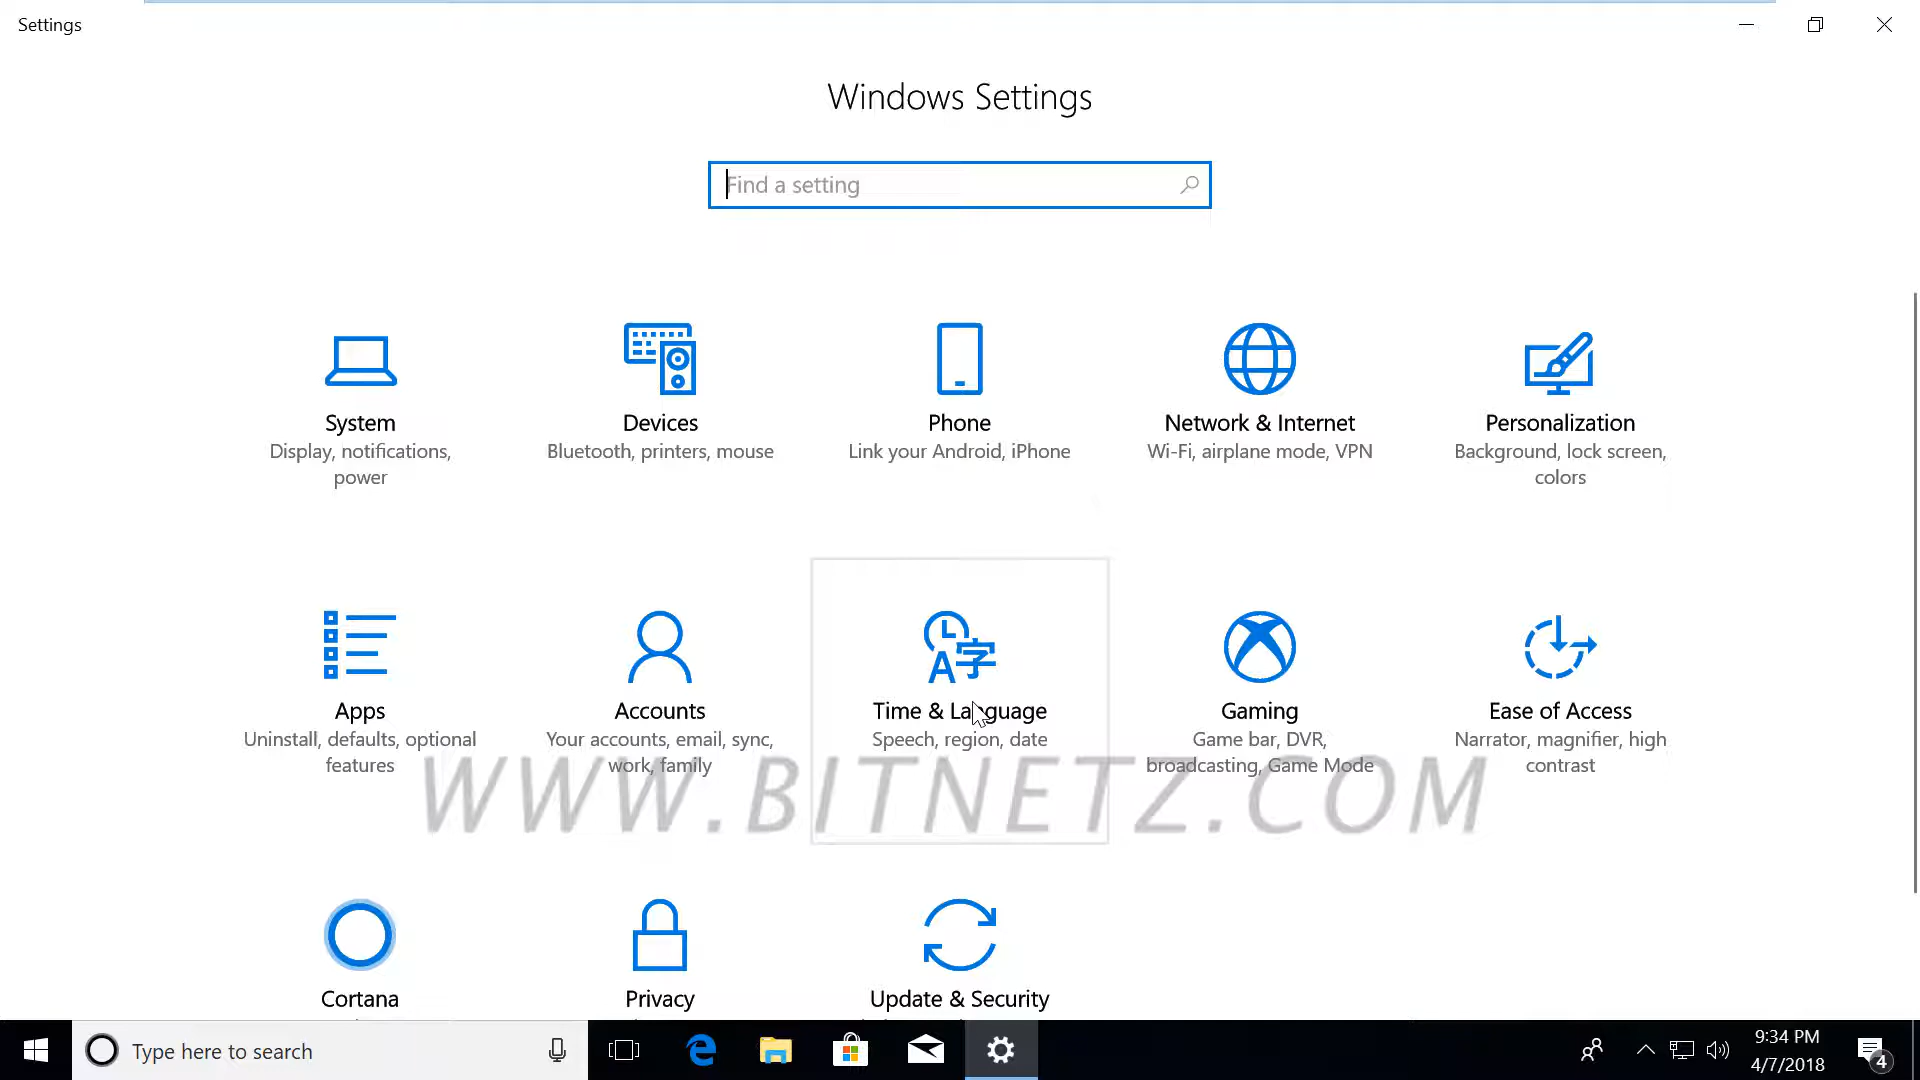 Settings
Windows Settings
Find a setting
System
Display, notifications,
power
Devices
Bluetooth, printers, mouse
Phone
Link your Android, iPhone
Network & Internet
Wi-Fi, airplane mode, VPN
Personalization
Background, lock screen,
colors
Apps
Uninstall, defaults, optional
features
Accounts
Your accounts, email, sync,
work, family
Time & Language
Speech, region, date
Gaming
Game bar, DVR,
broadcasting, Game Mode
Ease of Access
Narrator, magnifier, high
contrast
WWW.BITNETZ.COM
Cortana
Privacy
Update & Security
Type here to search
9:34 PM
4/7/2018
4